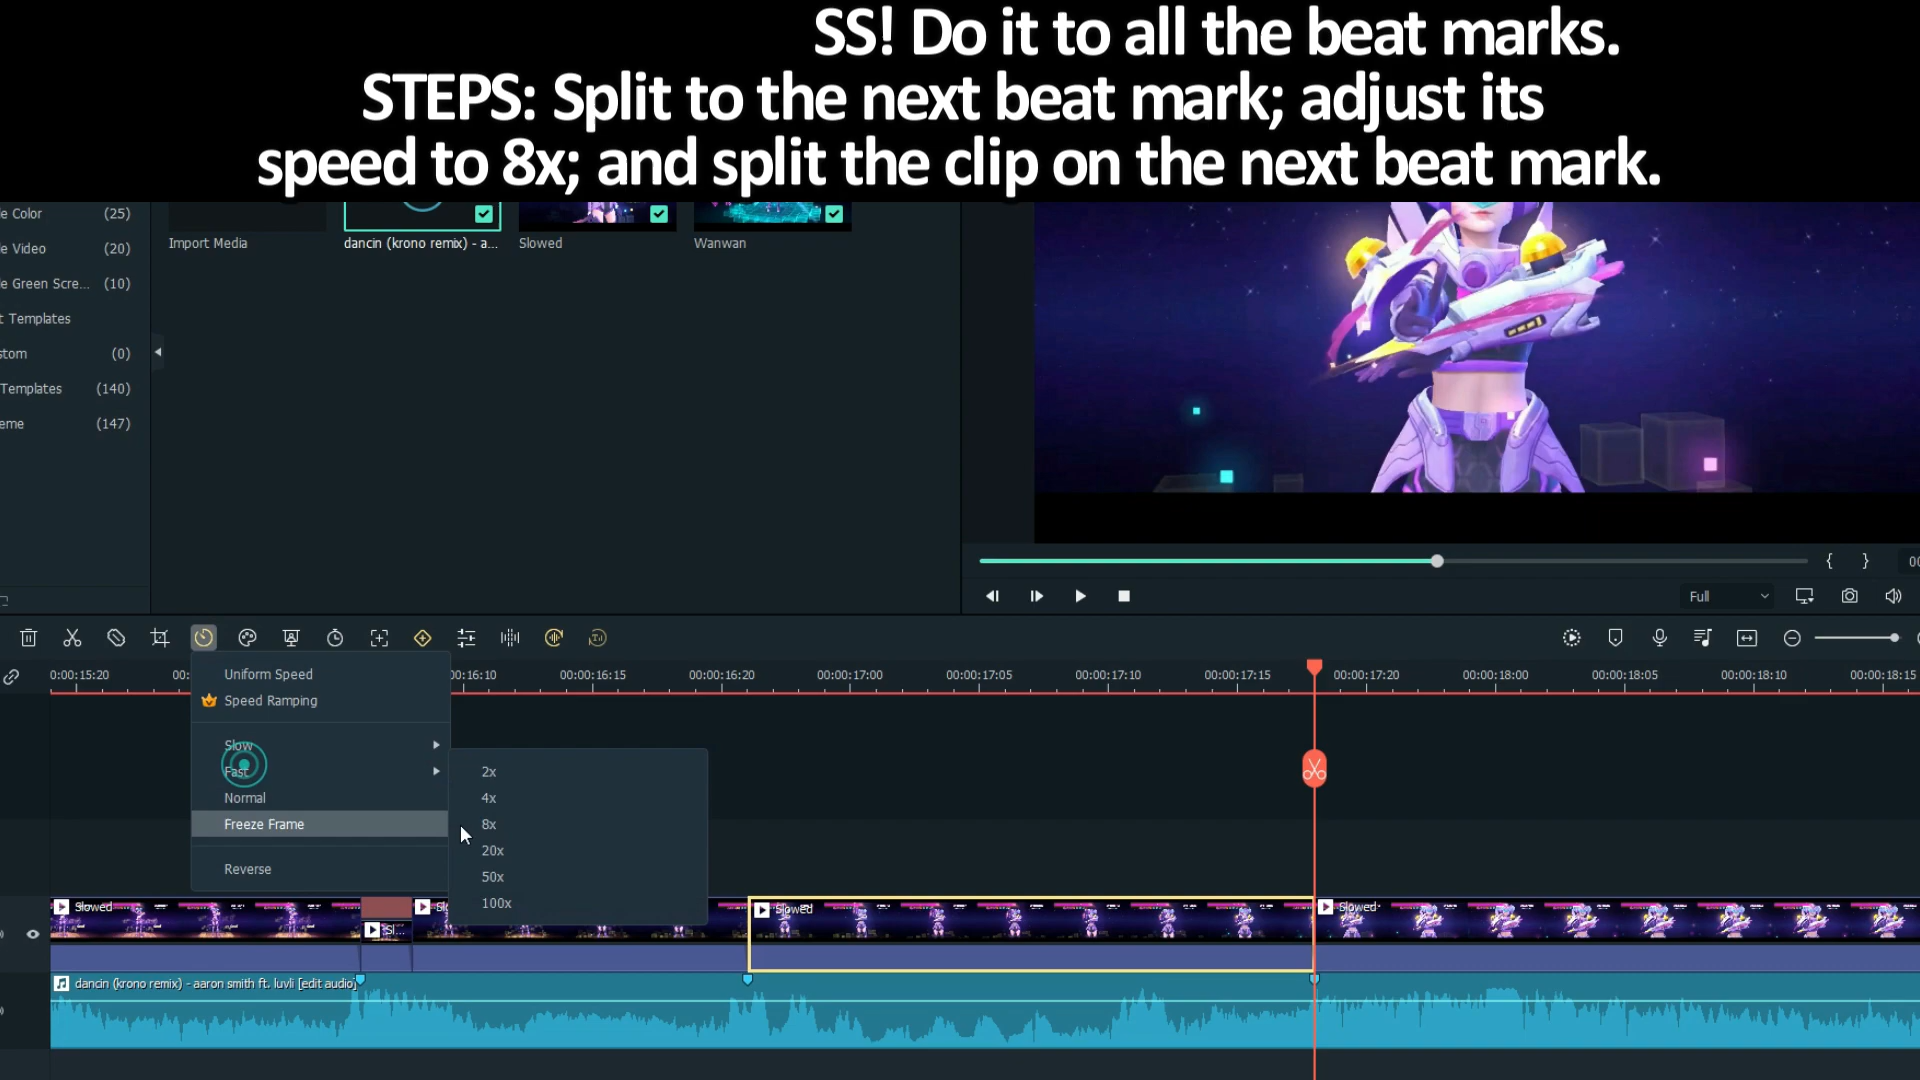 SS! Do it to all the beat marks.
STEPS: Split to the next beat mark; adjust its
speed to 8x; and split the clip on the next beat mark.
e Color (25)
e Video (20)
e Green Scre... (10)
t Templates
stom (0)
Templates (140)
eme (147)
Import Media
dancin (krono remix) - a...
Slowed
Wanwan
{ } 00
Full
0:00:15:20 00: 00:16:10 00:00:16:15 00:00:16:20 00:00:17:00 00:00:17:05 00:00:17:10 00:00:17:15 00:00:17:20 00:00:18:00 00:00:18:05 00:00:18:10 00:00:18:15
Uniform Speed
Speed Ramping
Slow
Fast
Normal
Freeze Frame
Reverse
2x
4x
8x
20x
50x
100x
Slowed
Sl...
Slowed
Slowed
dancin (krono remix) - aaron smith ft. luvli [edit audio]